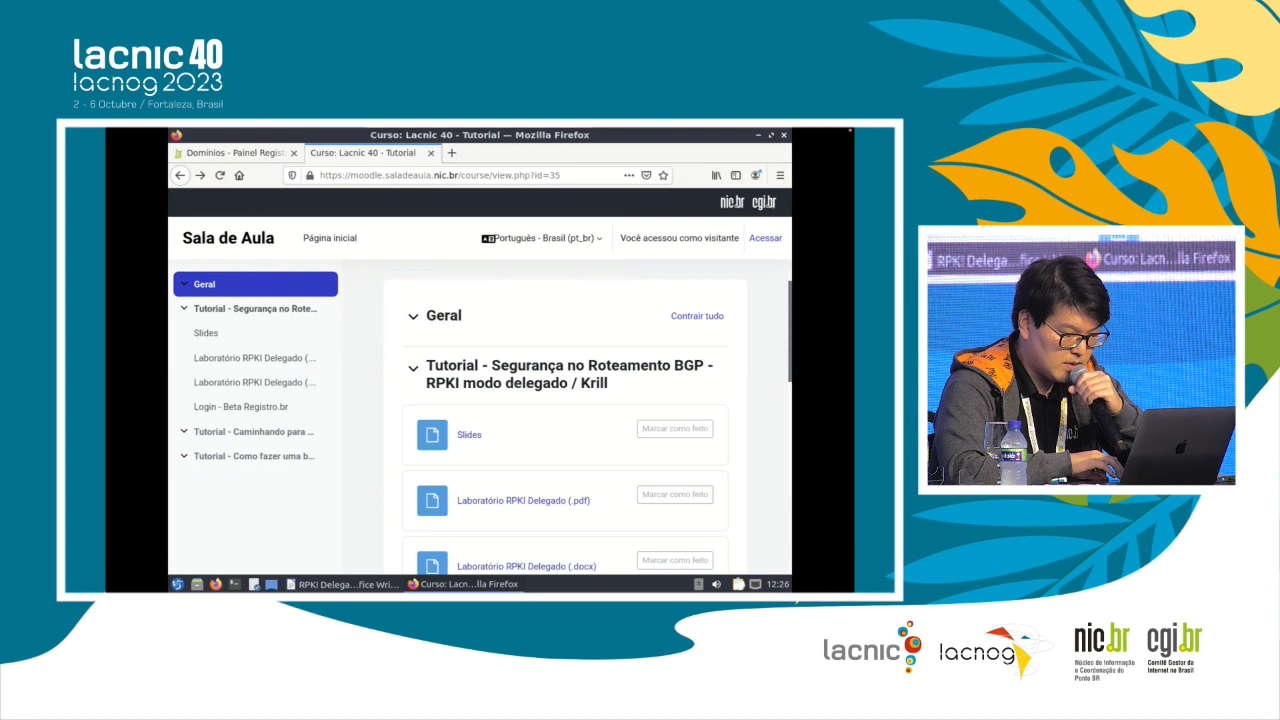 lacnic 40
lacnog 2023
2 - 6 Octubre / Fortaleza, Brasil
Curso: Lacnic 40 - Tutorial — Mozilla Firefox
Domínios - Painel Regist
Curso: Lacnic 40 - Tutorial
https://moodle.saladeaula.nic.br/course/view.php?id=35
nic.br cgi.br
Sala de Aula
Página inicial
Português - Brasil (pt_br)
Você acessou como visitante
Acessar
Geral
Tutorial - Segurança no Rote...
Slides
Laboratório RPKI Delegado (...
Laboratório RPKI Delegado (...
Login - Beta Registro.br
Tutorial - Caminhando para ...
Tutorial - Como fazer uma b...
Geral
Contrair tudo
Tutorial - Segurança no Roteamento BGP -
RPKI modo delegado / Krill
Slides
Marcar como feito
Laboratório RPKI Delegado (.pdf)
Marcar como feito
Laboratório RPKI Delegado (.docx)
Marcar como feito
RPKI Delega...fice Wri...
Curso: Lacn...lla Firefox
12:26
RPKI Delega...fice Wri...
Curso: Lacn...lla Firefox
lacnic
lacnog
nic.br
Núcleo de Informação
e Coordenação do
Ponto BR
cgi.br
Comitê Gestor da
Internet no Brasil